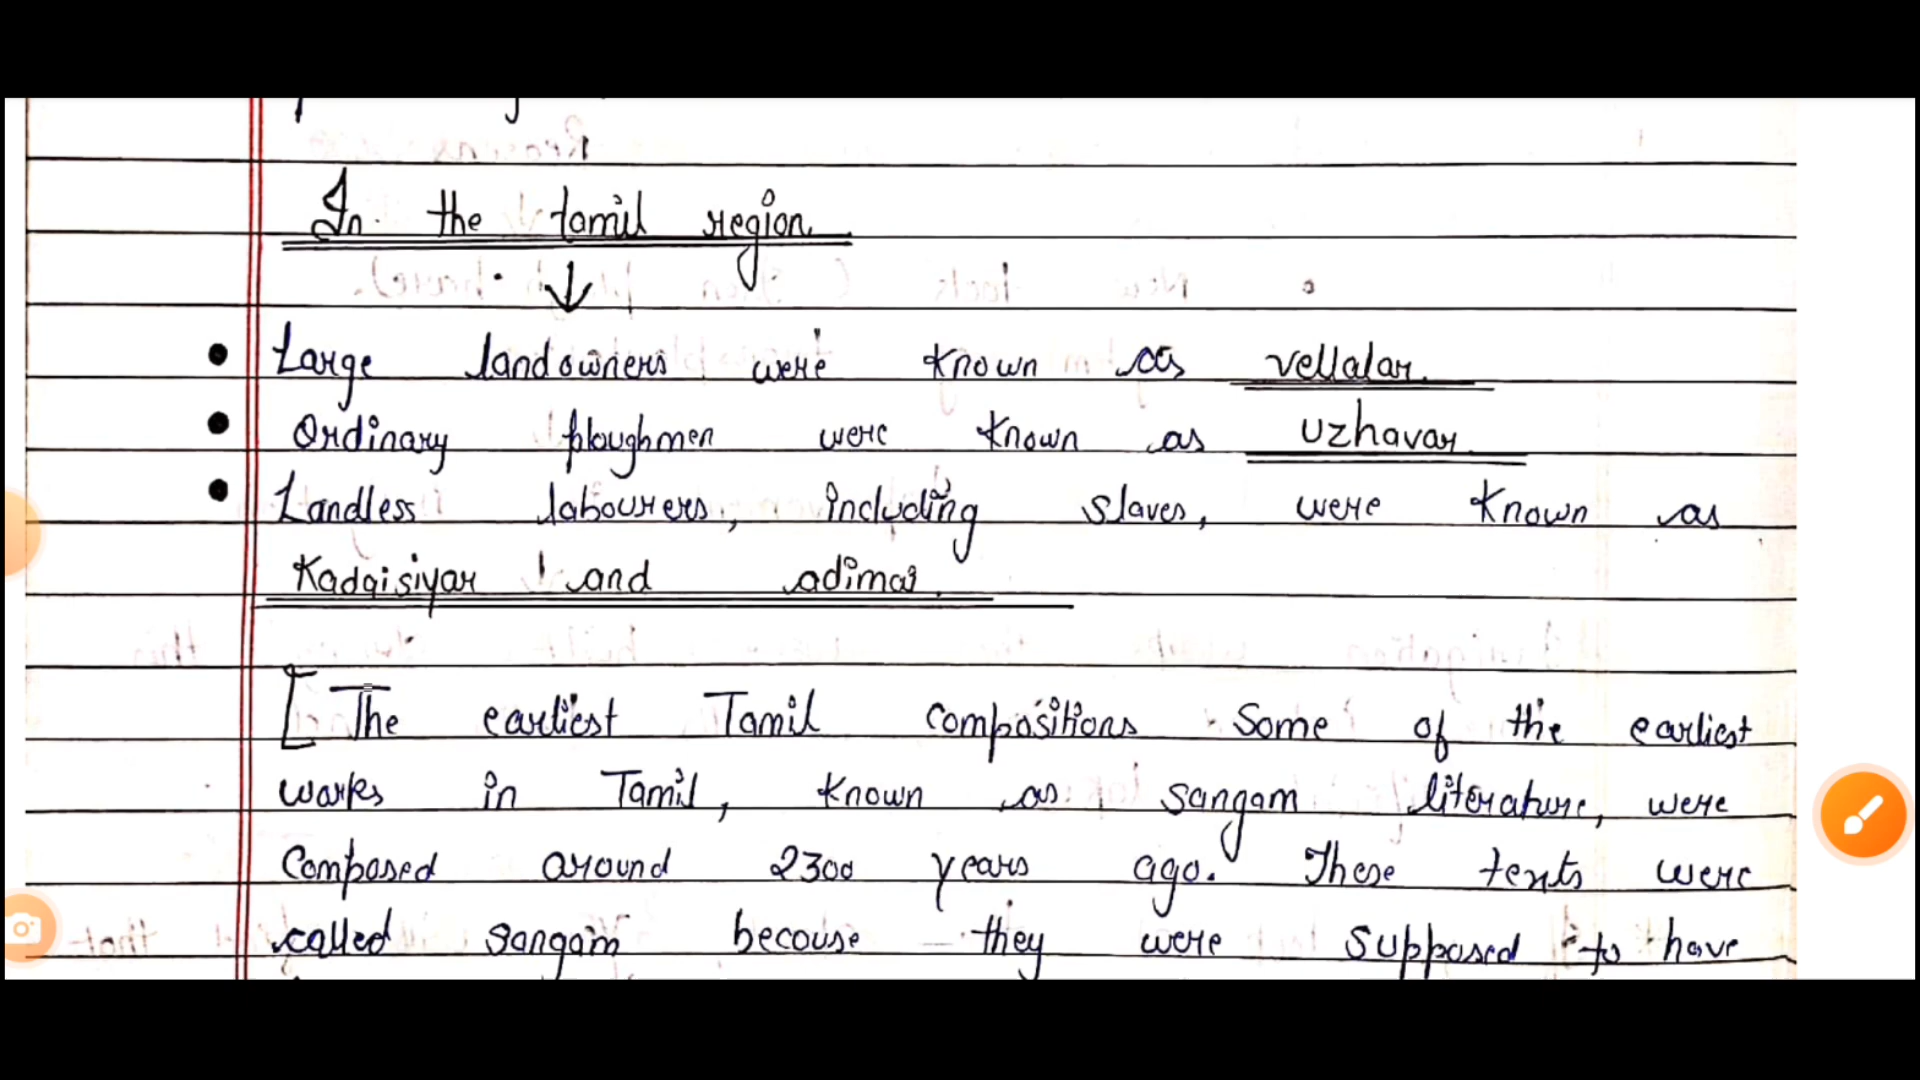 In the tamil region
Large landowners were known as vellalar.
Ordinary ploughmen were known as uzhavar.
Landless labourers, including slaves, were known as
Kadaisiyar and adimai.
[The earliest Tamil compositions Some of the earliest
works in Tamil, known as sangam literature, were
Composed around 2300 years ago. These texts were
called sangam because they were supposed to have